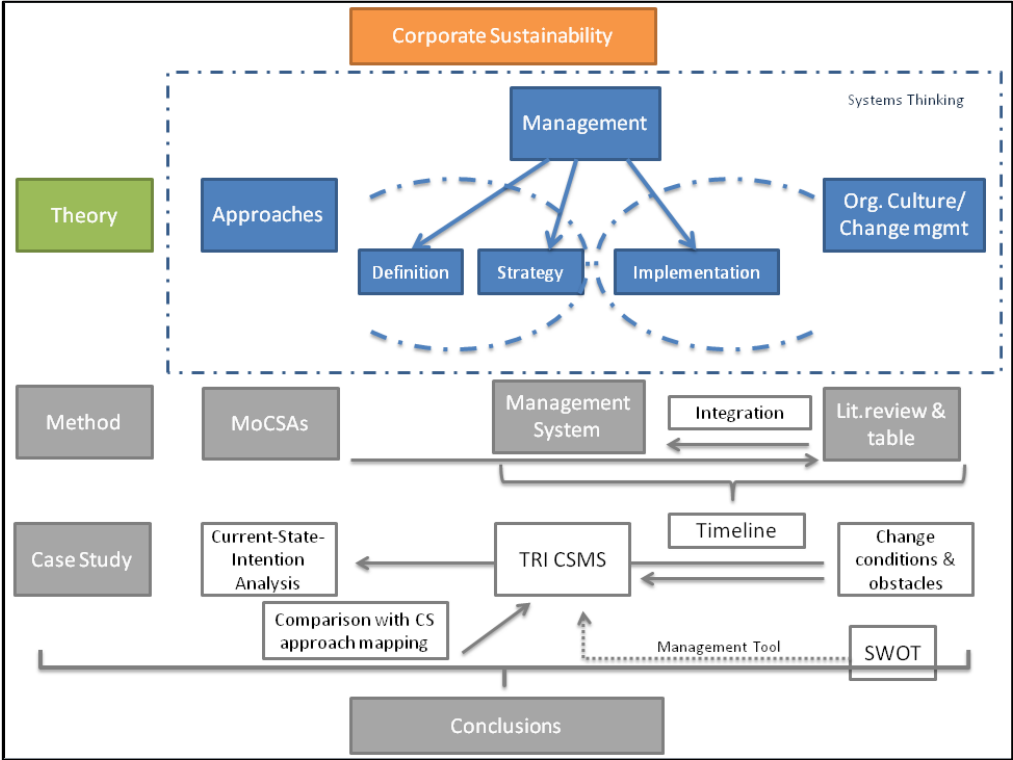 Corporate Sustainability
Systems Thinking
Management
Theory
Approaches
Org. Culture/
Change mgmt
Definition
Strategy
Implementation
Method
MoCSAs
Management
System
Integration
Lit.review &
table
Timeline
Case Study
Current-State-
Intention
Analysis
TRI CSMS
Change
conditions &
obstacles
Comparison with CS
approach mapping
Management Tool
SWOT
Conclusions